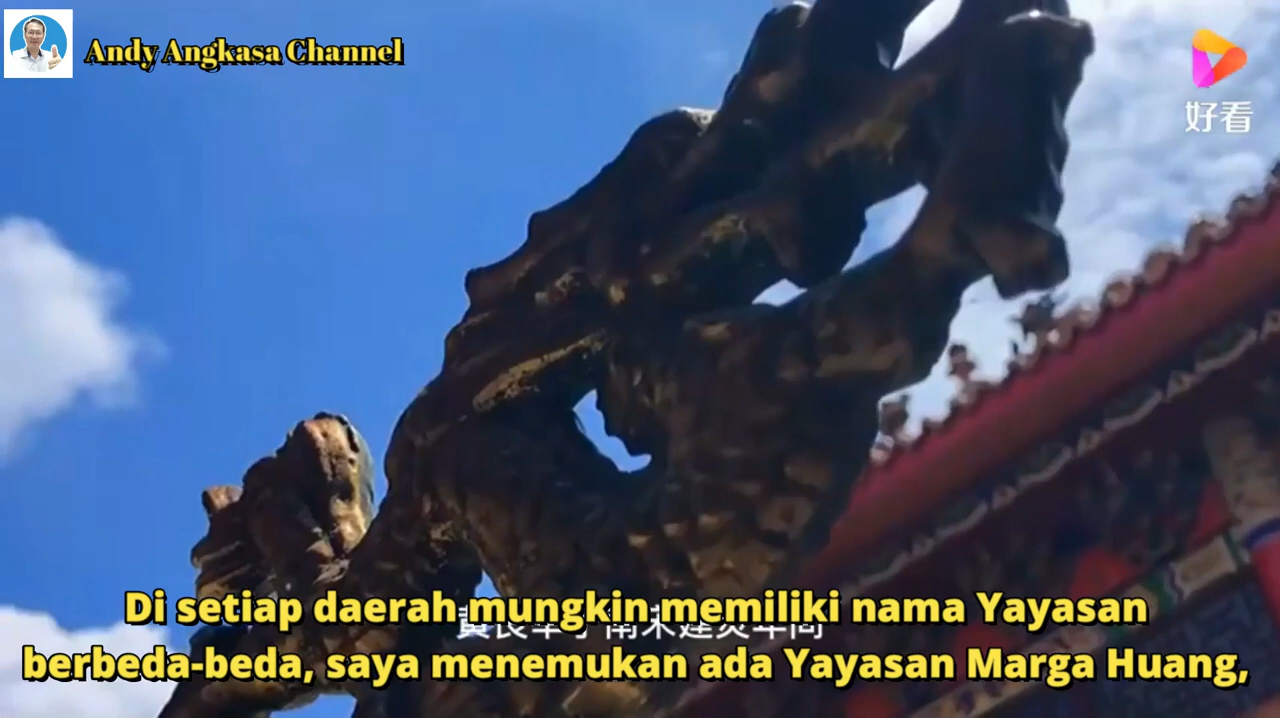 Andy Angkasa Channel
好看
Di setiap daerah mungkin memiliki nama Yayasan
berbeda-beda, saya menemukan ada Yayasan Marga Huang,